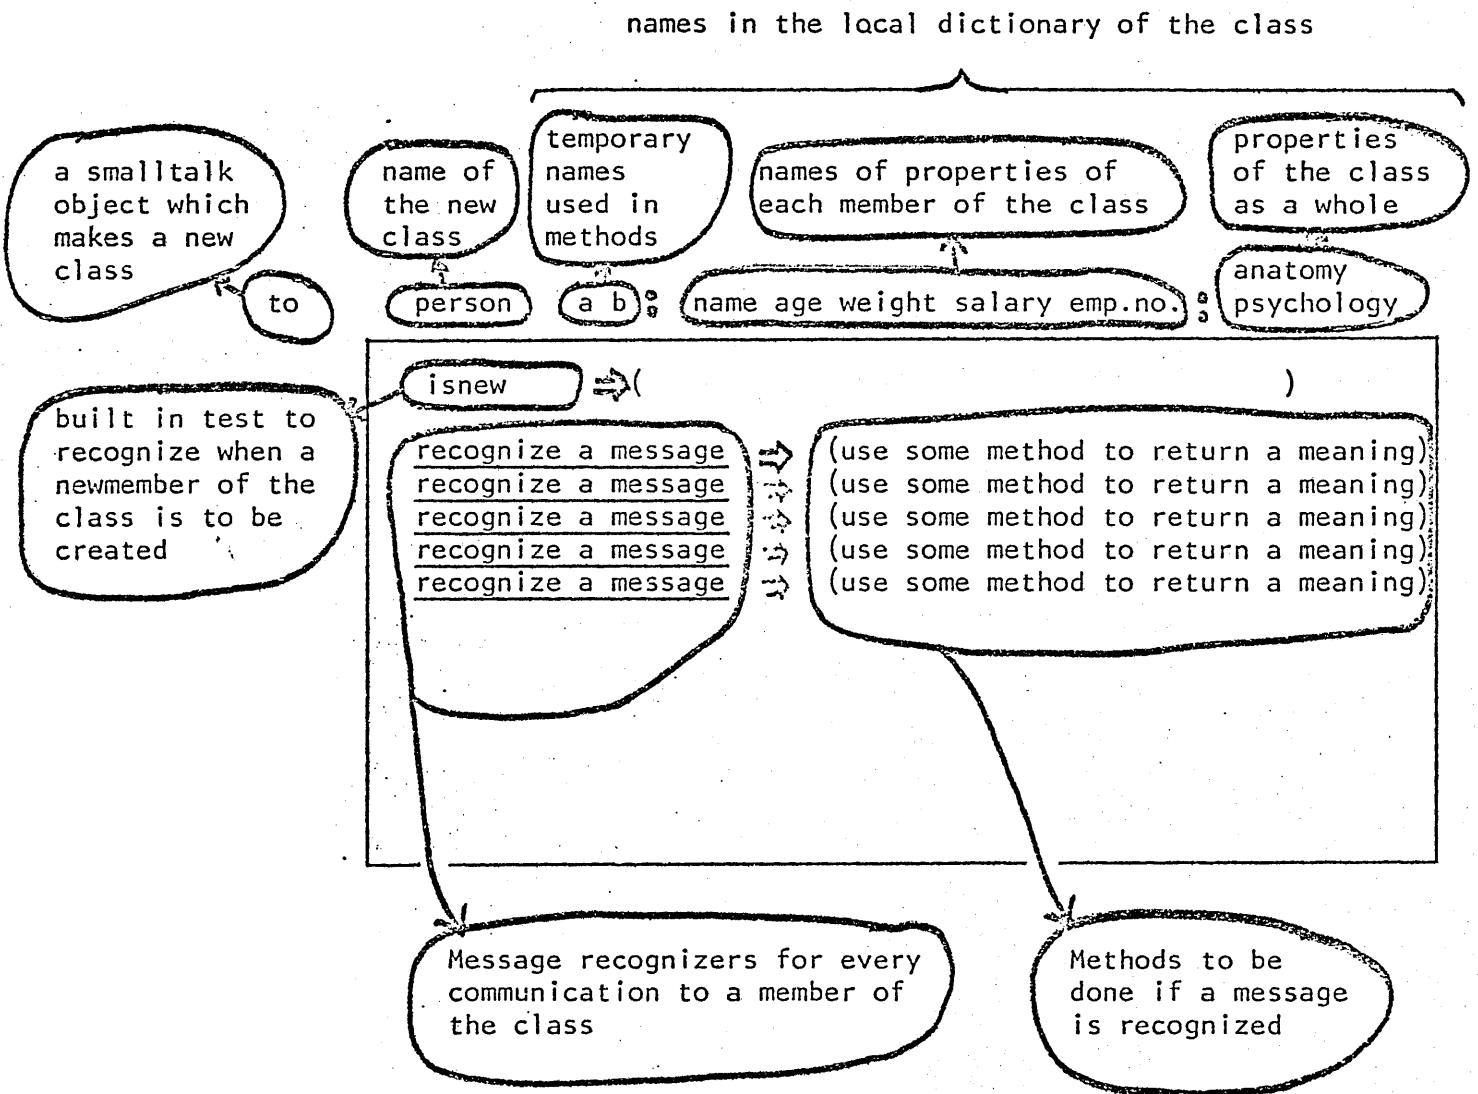 names in the local dictionary of the class
a smalltalk
object which
makes a new
class
name of
the new
class
temporary
names
used in
methods
names of properties of
each member of the class
properties
of the class
as a whole
to
person
a b
:
name age weight salary emp.no.
:
anatomy
psychology
built in test to
recognize when a
newmember of the
class is to be
created
isnew ⇒( )
recognize a message ⇒ (use some method to return a meaning)
recognize a message ⇒ (use some method to return a meaning)
recognize a message ⇒ (use some method to return a meaning)
recognize a message ⇒ (use some method to return a meaning)
recognize a message ⇒ (use some method to return a meaning)
Message recognizers for every
communication to a member of
the class
Methods to be
done if a message
is recognized